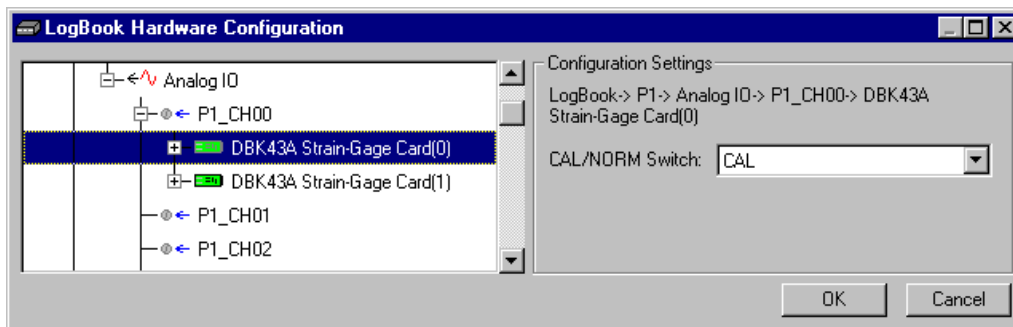 LogBook Hardware Configuration
Analog IO
P1_CH00
DBK43A Strain-Gage Card(0)
DBK43A Strain-Gage Card(1)
P1_CH01
P1_CH02
Configuration Settings
LogBook-> P1-> Analog IO-> P1_CH00-> DBK43A
Strain-Gage Card(0)
CAL/NORM Switch: CAL
OK Cancel